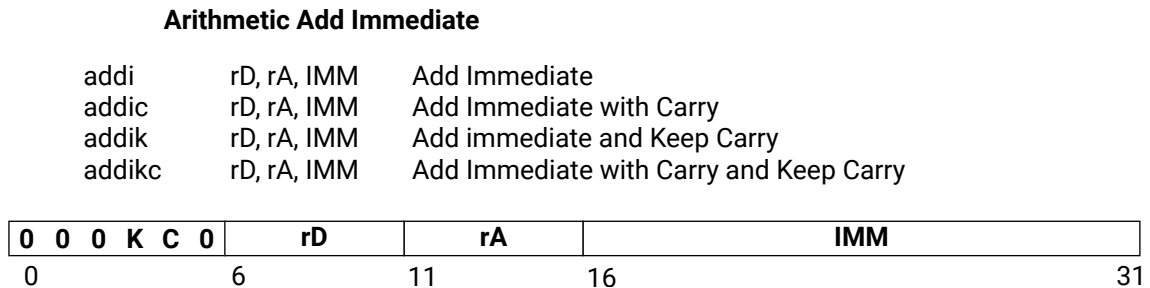 Arithmetic Add Immediate
addi rD, rA, IMM Add Immediate
addic rD, rA, IMM Add Immediate with Carry
addik rD, rA, IMM Add immediate and Keep Carry
addikc rD, rA, IMM Add Immediate with Carry and Keep Carry
0 0 0 K C 0 rD rA IMM
0 6 11 16 31